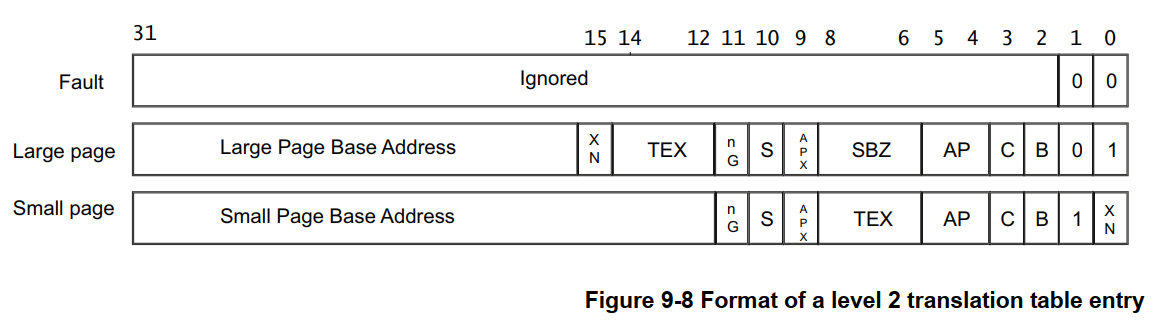 31 15 14 12 11 10 9 8 6 5 4 3 2 1 0
Fault Ignored 0 0
Large page Large Page Base Address XN TEX nG S APX SBZ AP C B 0 1
Small page Small Page Base Address nG S APX TEX AP C B 1 XN
Figure 9-8 Format of a level 2 translation table entry